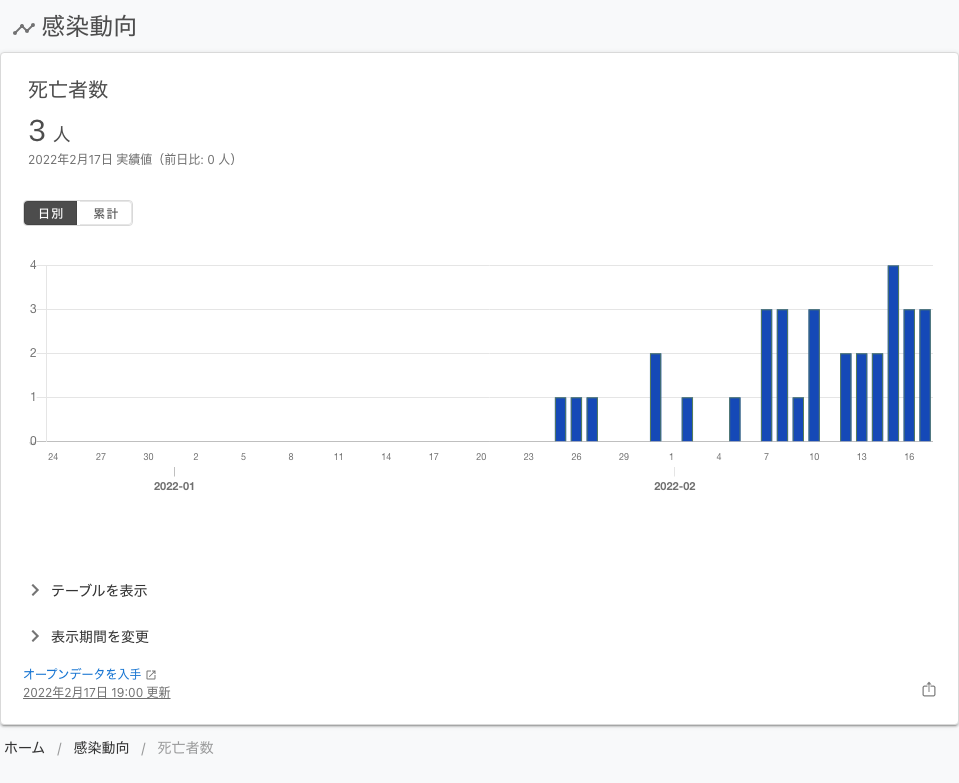 感染動向
死亡者数
3 人
2022年2月17日 実績値（前日比: 0 人）
日別 累計
4
3
2
1
0
24 27 30 2 5 8 11 14 17 20 23 26 29 1 4 7 10 13 16
2022-01 2022-02
テーブルを表示
表示期間を変更
オープンデータを入手
2022年2月17日 19:00 更新
ホーム / 感染動向 / 死亡者数